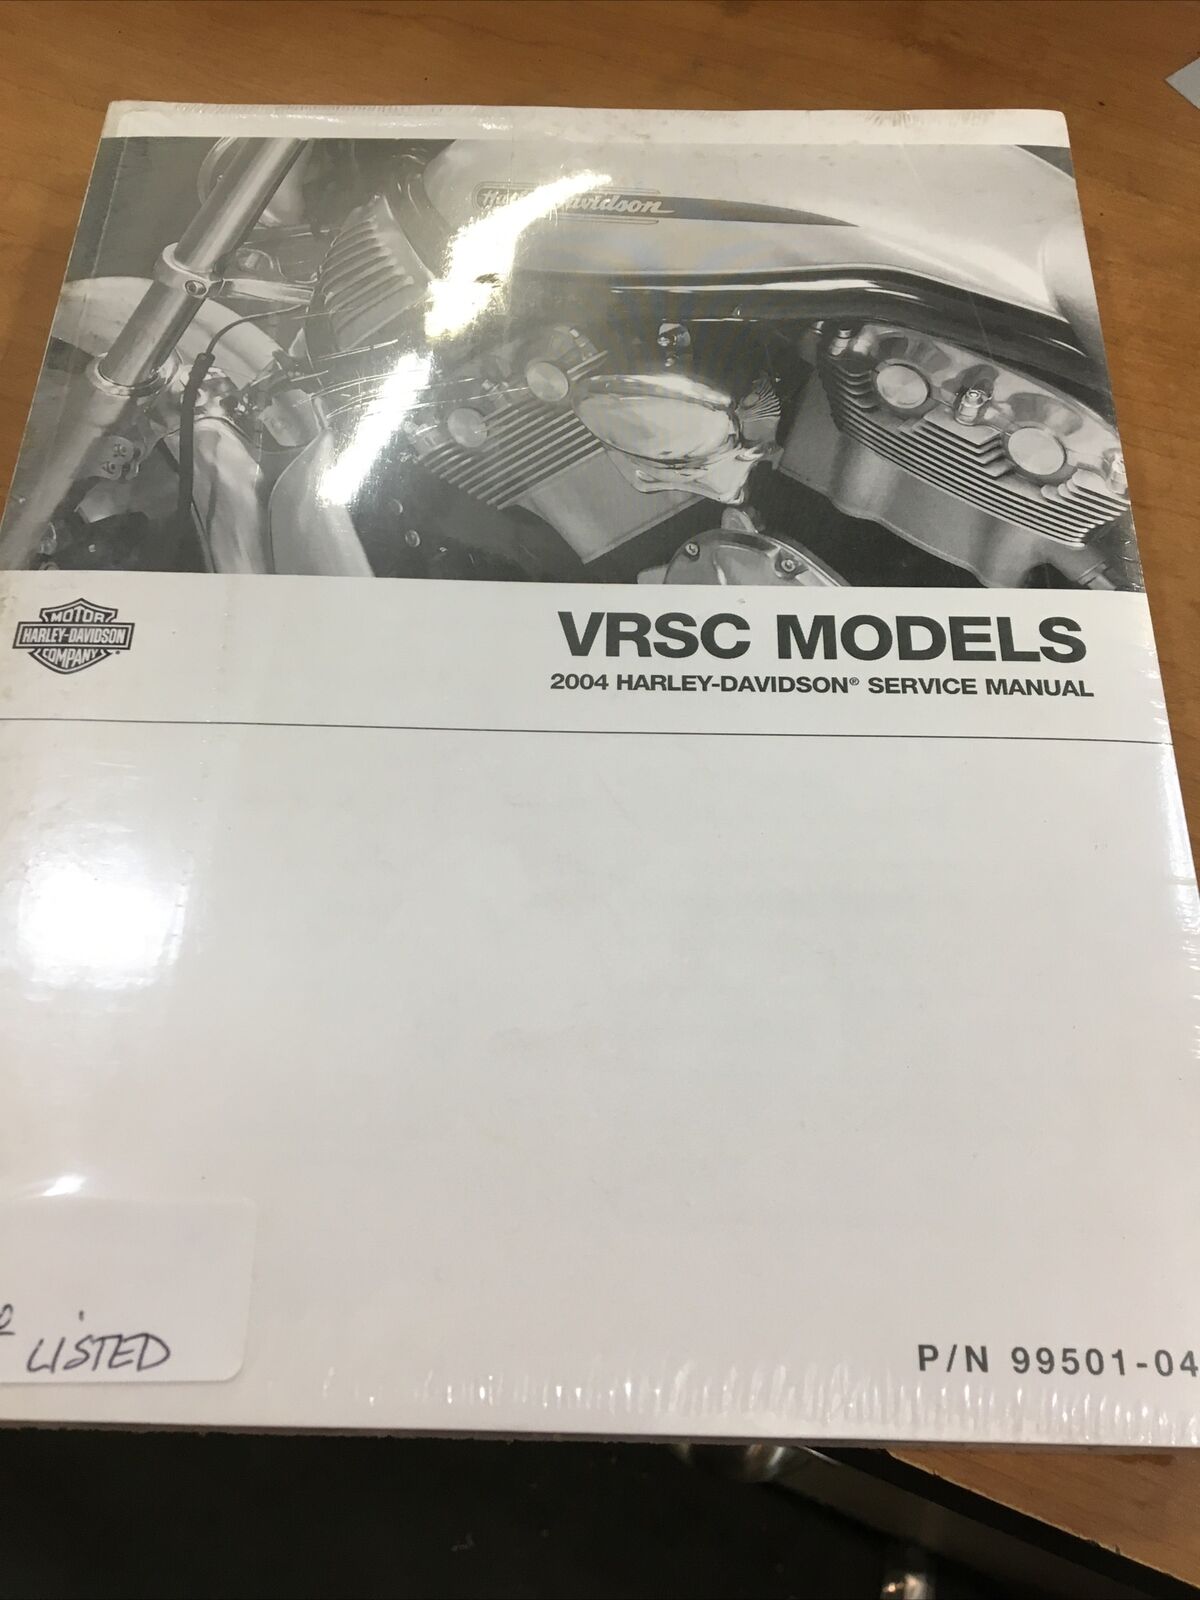 Harley-Davidson
MOTOR
HARLEY-DAVIDSON
COMPANY
VRSC MODELS
2004 HARLEY-DAVIDSON® SERVICE MANUAL
LISTED
P/N 99501-04